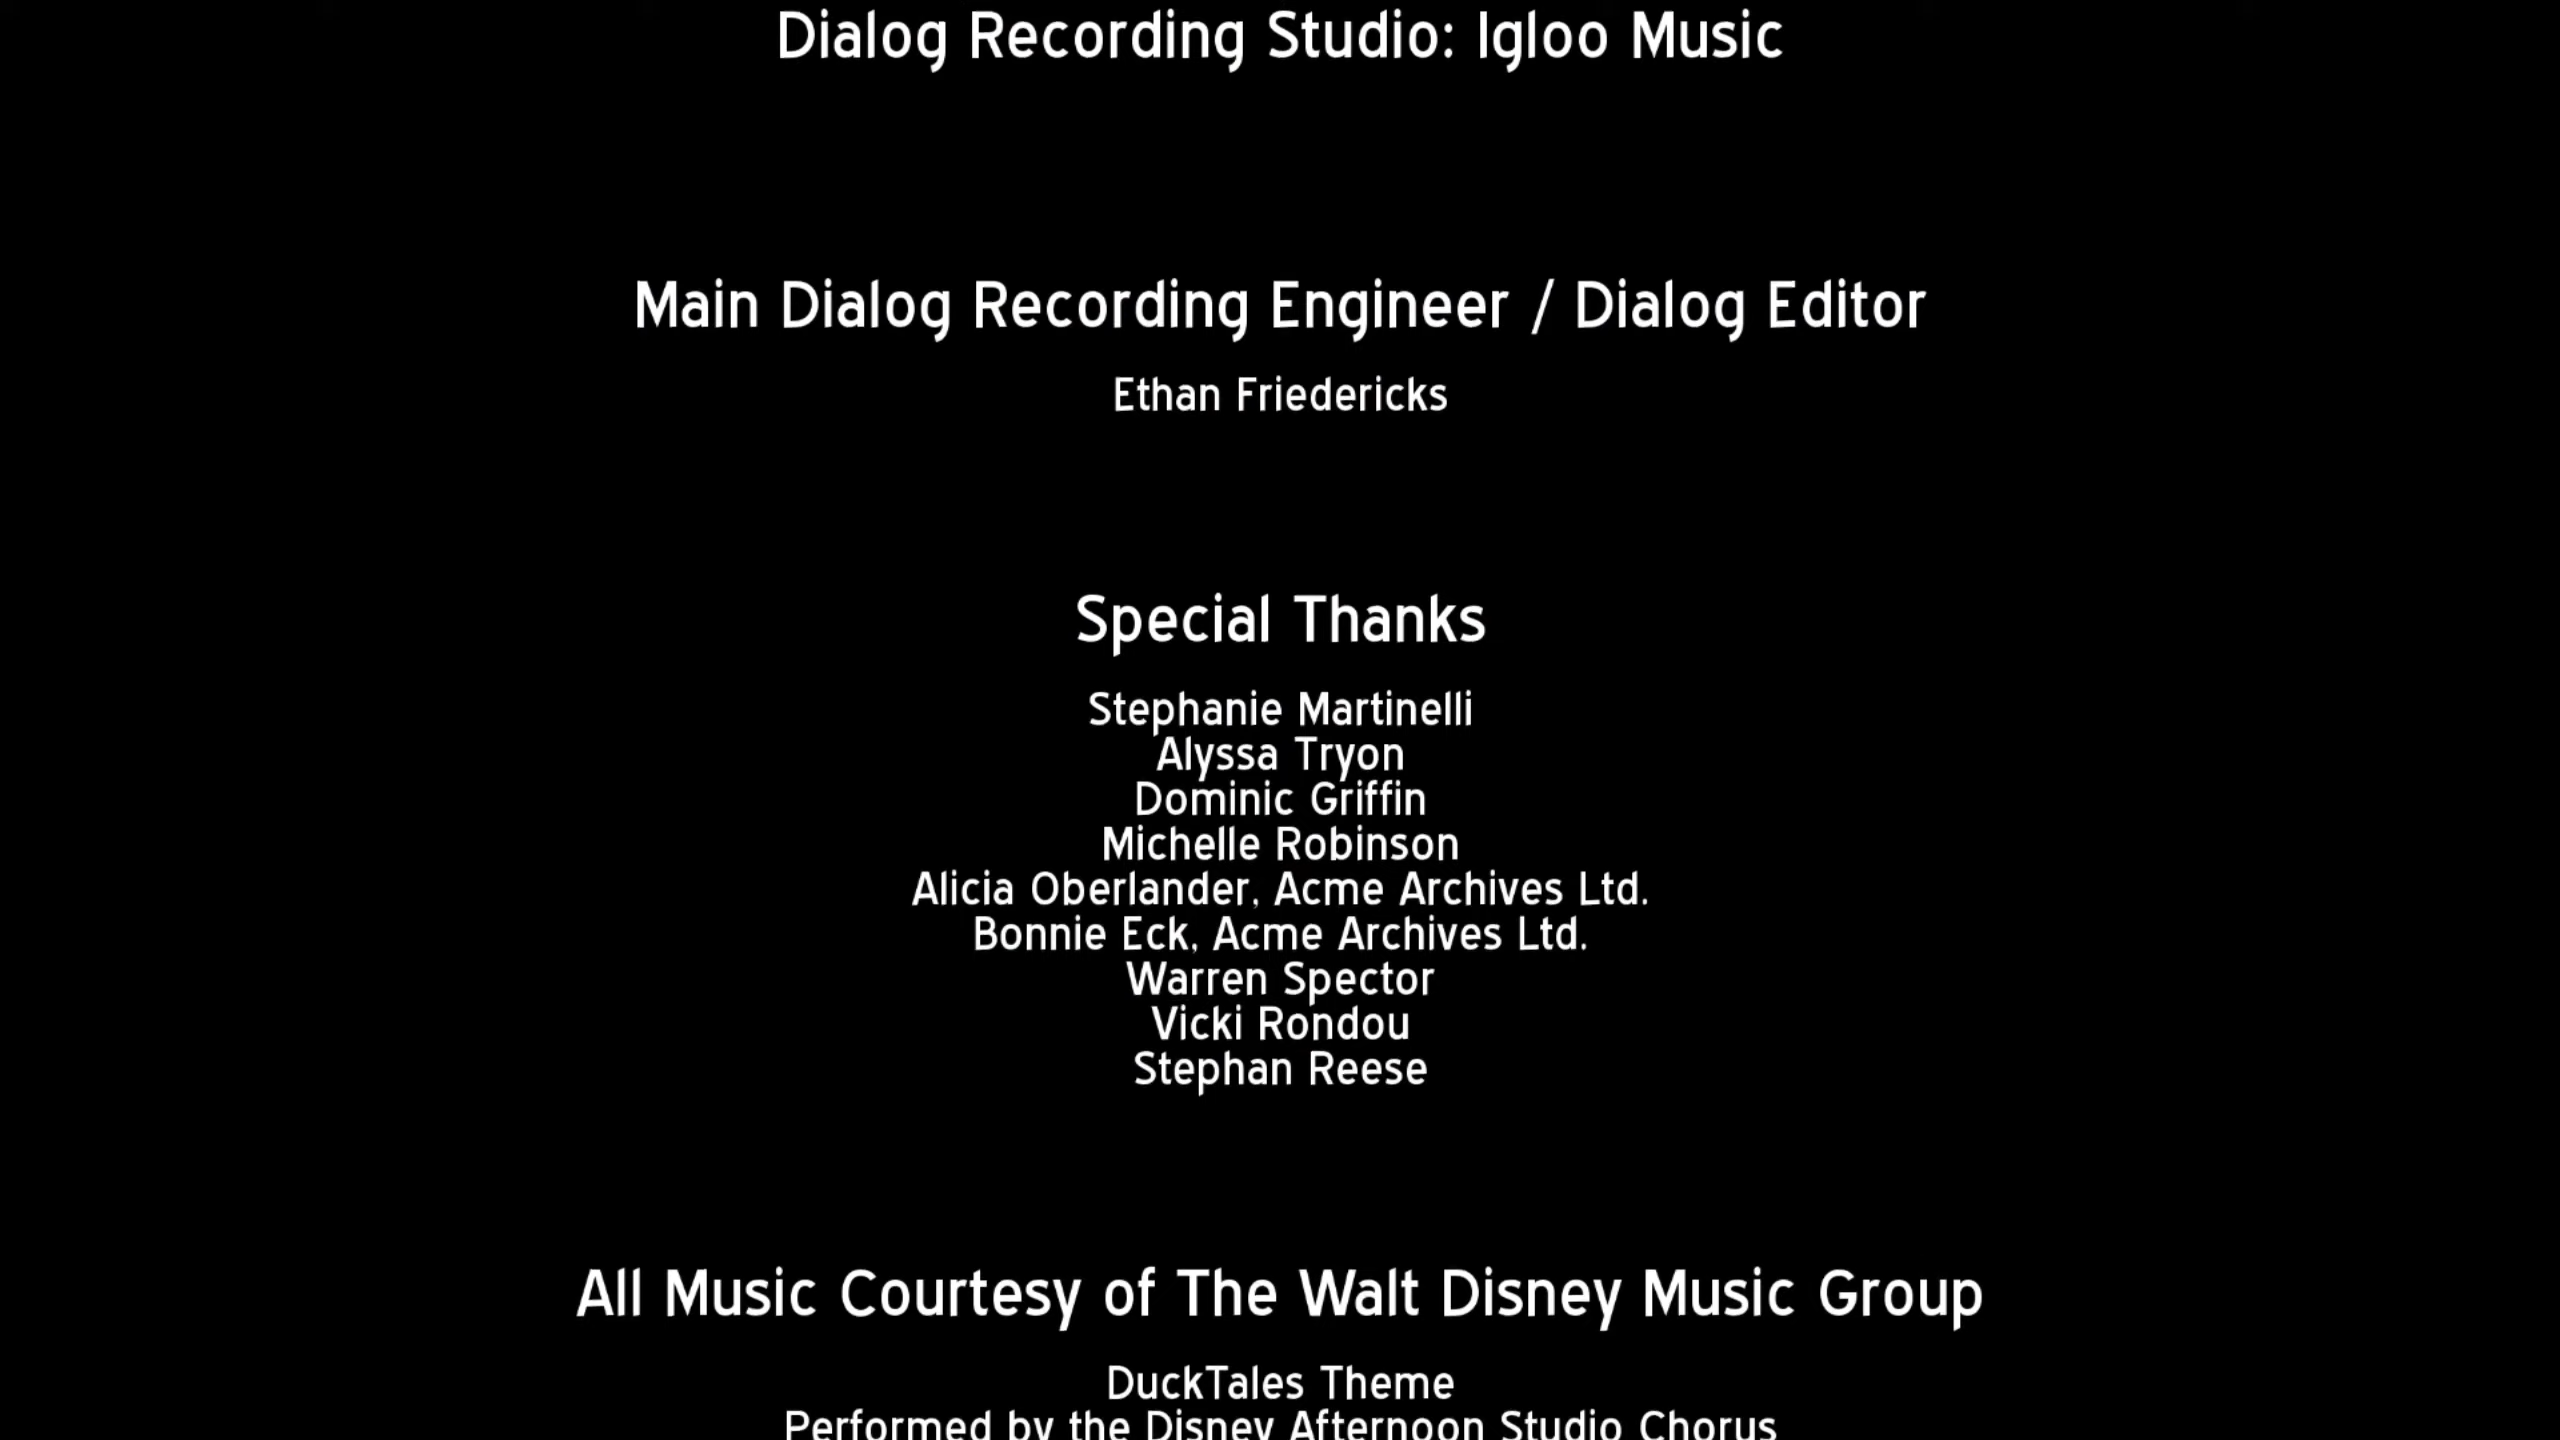 Dialog Recording Studio: Igloo Music
Main Dialog Recording Engineer / Dialog Editor
Ethan Friedericks
Special Thanks
Stephanie Martinelli
Alyssa Tryon
Dominic Griffin
Michelle Robinson
Alicia Oberlander, Acme Archives Ltd.
Bonnie Eck, Acme Archives Ltd.
Warren Spector
Vicki Rondou
Stephan Reese
All Music Courtesy of The Walt Disney Music Group
DuckTales Theme
Performed by the Disney Afternoon Studio Chorus